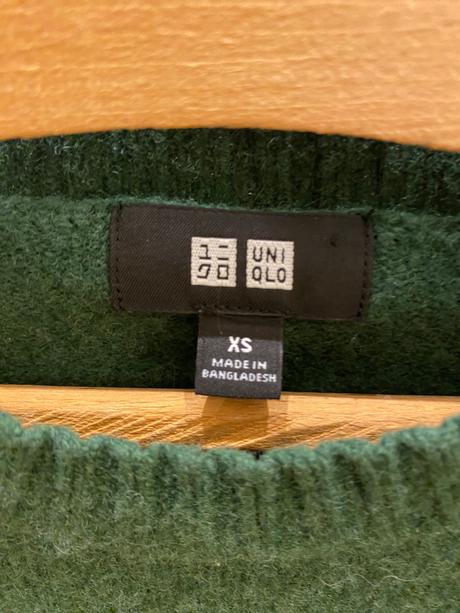 ユニ
クロ
UNI
QLO
XS
MADE IN
BANGLADESH